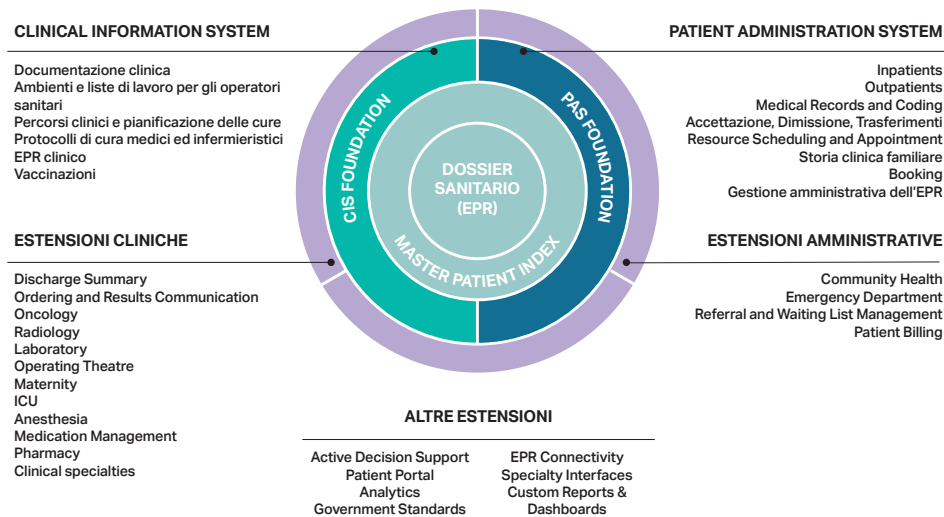 CLINICAL INFORMATION SYSTEM
Documentazione clinica
Ambienti e liste di lavoro per gli operatori
sanitari
Percorsi clinici e pianificazione delle cure
Protocolli di cura medici ed infermieristici
EPR clinico
Vaccinazioni
ESTENSIONI CLINICHE
Discharge Summary
Ordering and Results Communication
Oncology
Radiology
Laboratory
Operating Theatre
Maternity
ICU
Anesthesia
Medication Management
Pharmacy
Clinical specialties
CIS FOUNDATION
PAS FOUNDATION
DOSSIER
SANITARIO
(EPR)
MASTER PATIENT INDEX
PATIENT ADMINISTRATION SYSTEM
Inpatients
Outpatients
Medical Records and Coding
Accettazione, Dimissione, Trasferimenti
Resource Scheduling and Appointment
Storia clinica familiare
Booking
Gestione amministrativa dell'EPR
ESTENSIONI AMMINISTRATIVE
Community Health
Emergency Department
Referral and Waiting List Management
Patient Billing
ALTRE ESTENSIONI
Active Decision Support
Patient Portal
Analytics
Government Standards
EPR Connectivity
Specialty Interfaces
Custom Reports &
Dashboards